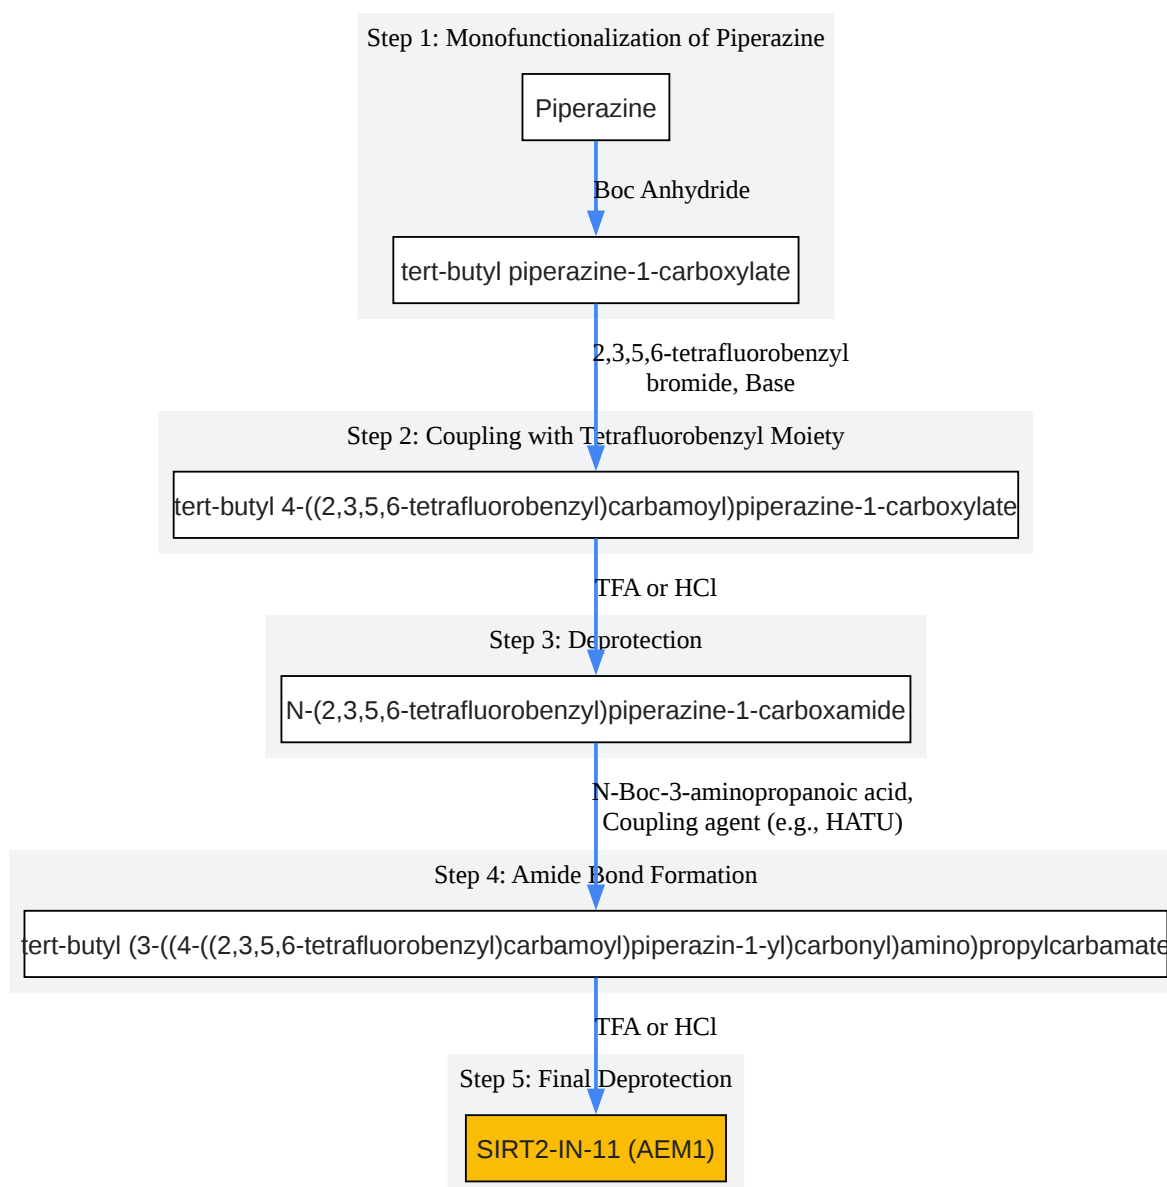 Step 1: Monofunctionalization of Piperazine
Piperazine
Boc Anhydride
tert-butyl piperazine-1-carboxylate
2,3,5,6-tetrafluorobenzyl
bromide, Base
Step 2: Coupling with Tetrafluorobenzyl Moiety
tert-butyl 4-((2,3,5,6-tetrafluorobenzyl)carbamoyl)piperazine-1-carboxylate
TFA or HCl
Step 3: Deprotection
N-(2,3,5,6-tetrafluorobenzyl)piperazine-1-carboxamide
N-Boc-3-aminopropanoic acid,
Coupling agent (e.g., HATU)
Step 4: Amide Bond Formation
tert-butyl (3-((4-((2,3,5,6-tetrafluorobenzyl)carbamoyl)piperazin-1-yl)carbonyl)amino)propylcarbamate
TFA or HCl
Step 5: Final Deprotection
SIRT2-IN-11 (AEM1)